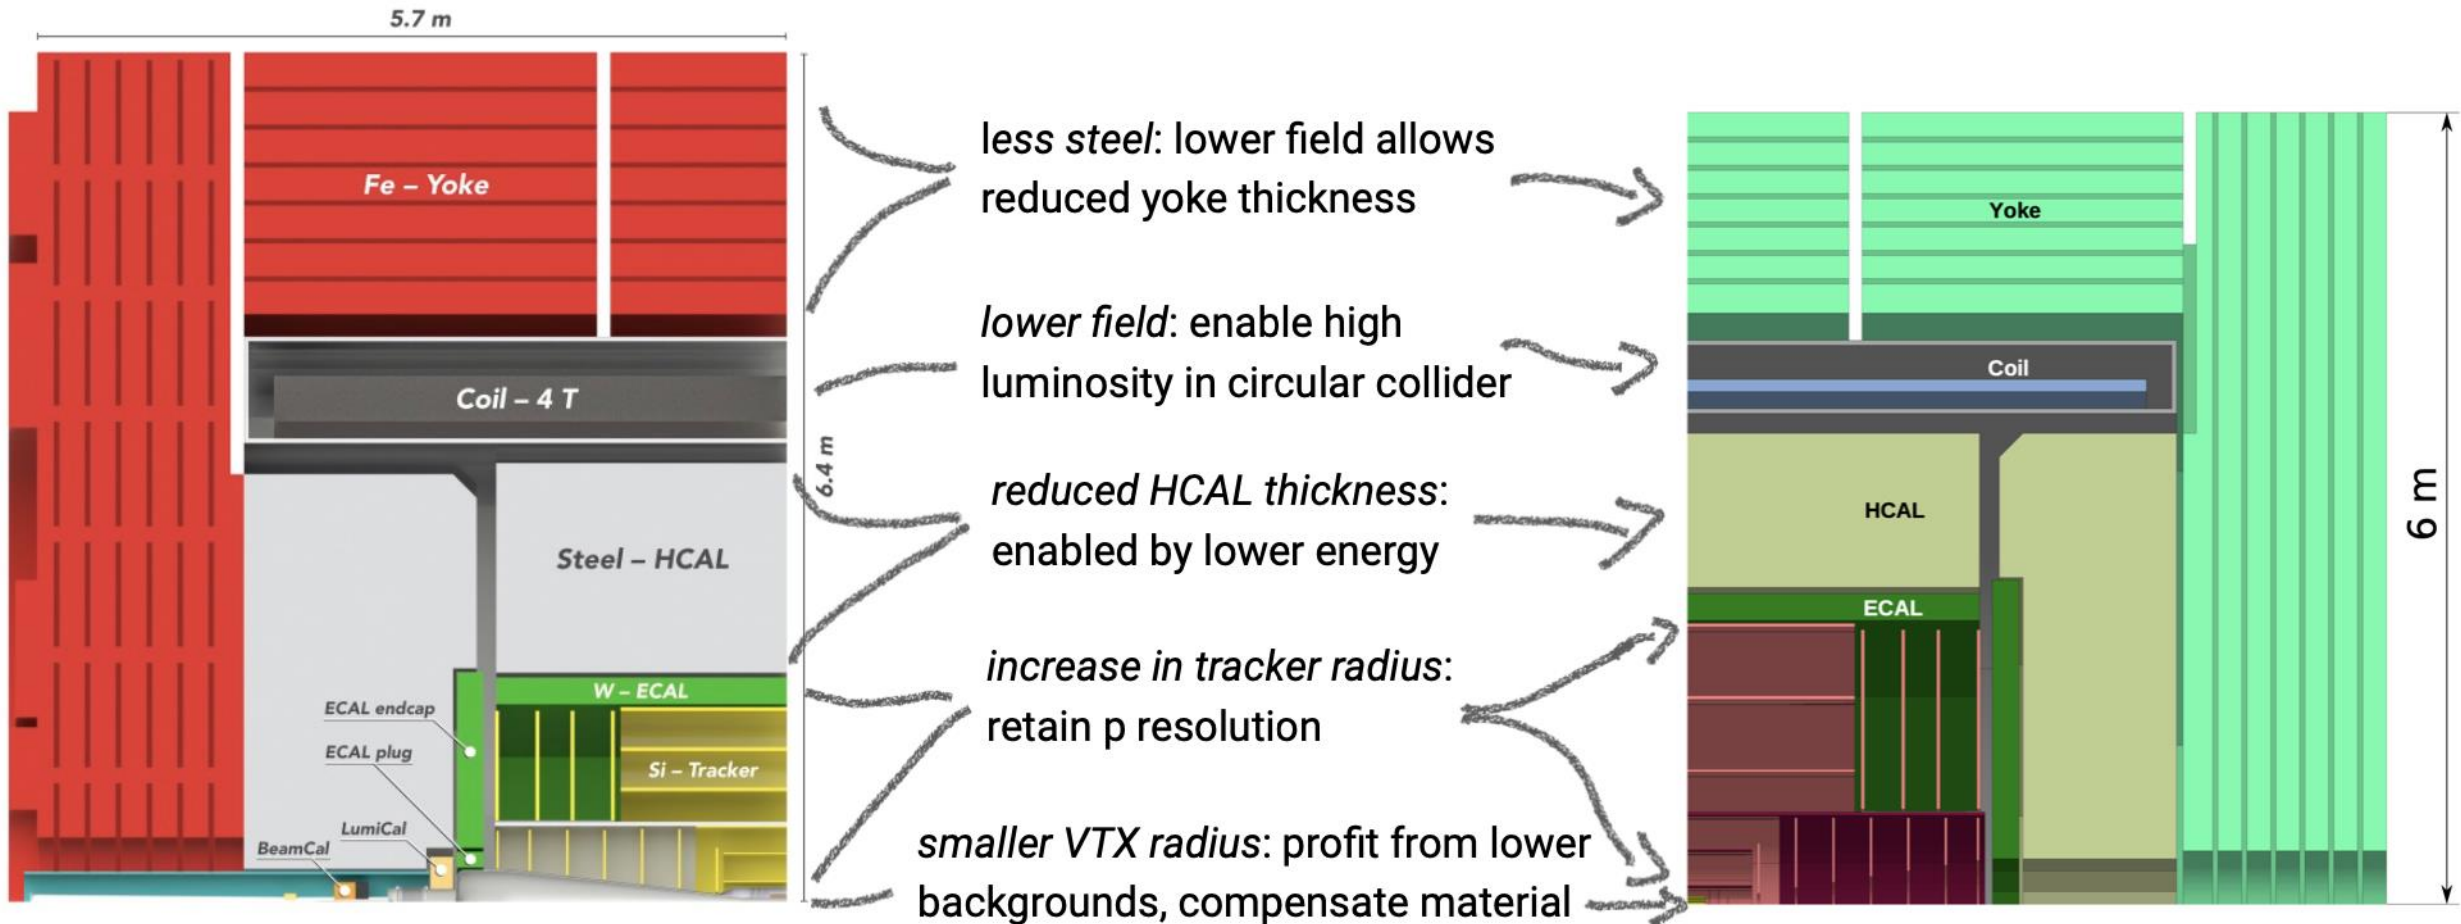 5.7 m
Fe – Yoke
Coil – 4 T
6.4 m
Steel – HCAL
W – ECAL
ECAL endcap
ECAL plug
Si – Tracker
LumiCal
BeamCal
less steel: lower field allows
reduced yoke thickness
lower field: enable high
luminosity in circular collider
reduced HCAL thickness:
enabled by lower energy
increase in tracker radius:
retain p resolution
smaller VTX radius: profit from lower
backgrounds, compensate material
Yoke
Coil
HCAL
ECAL
6 m